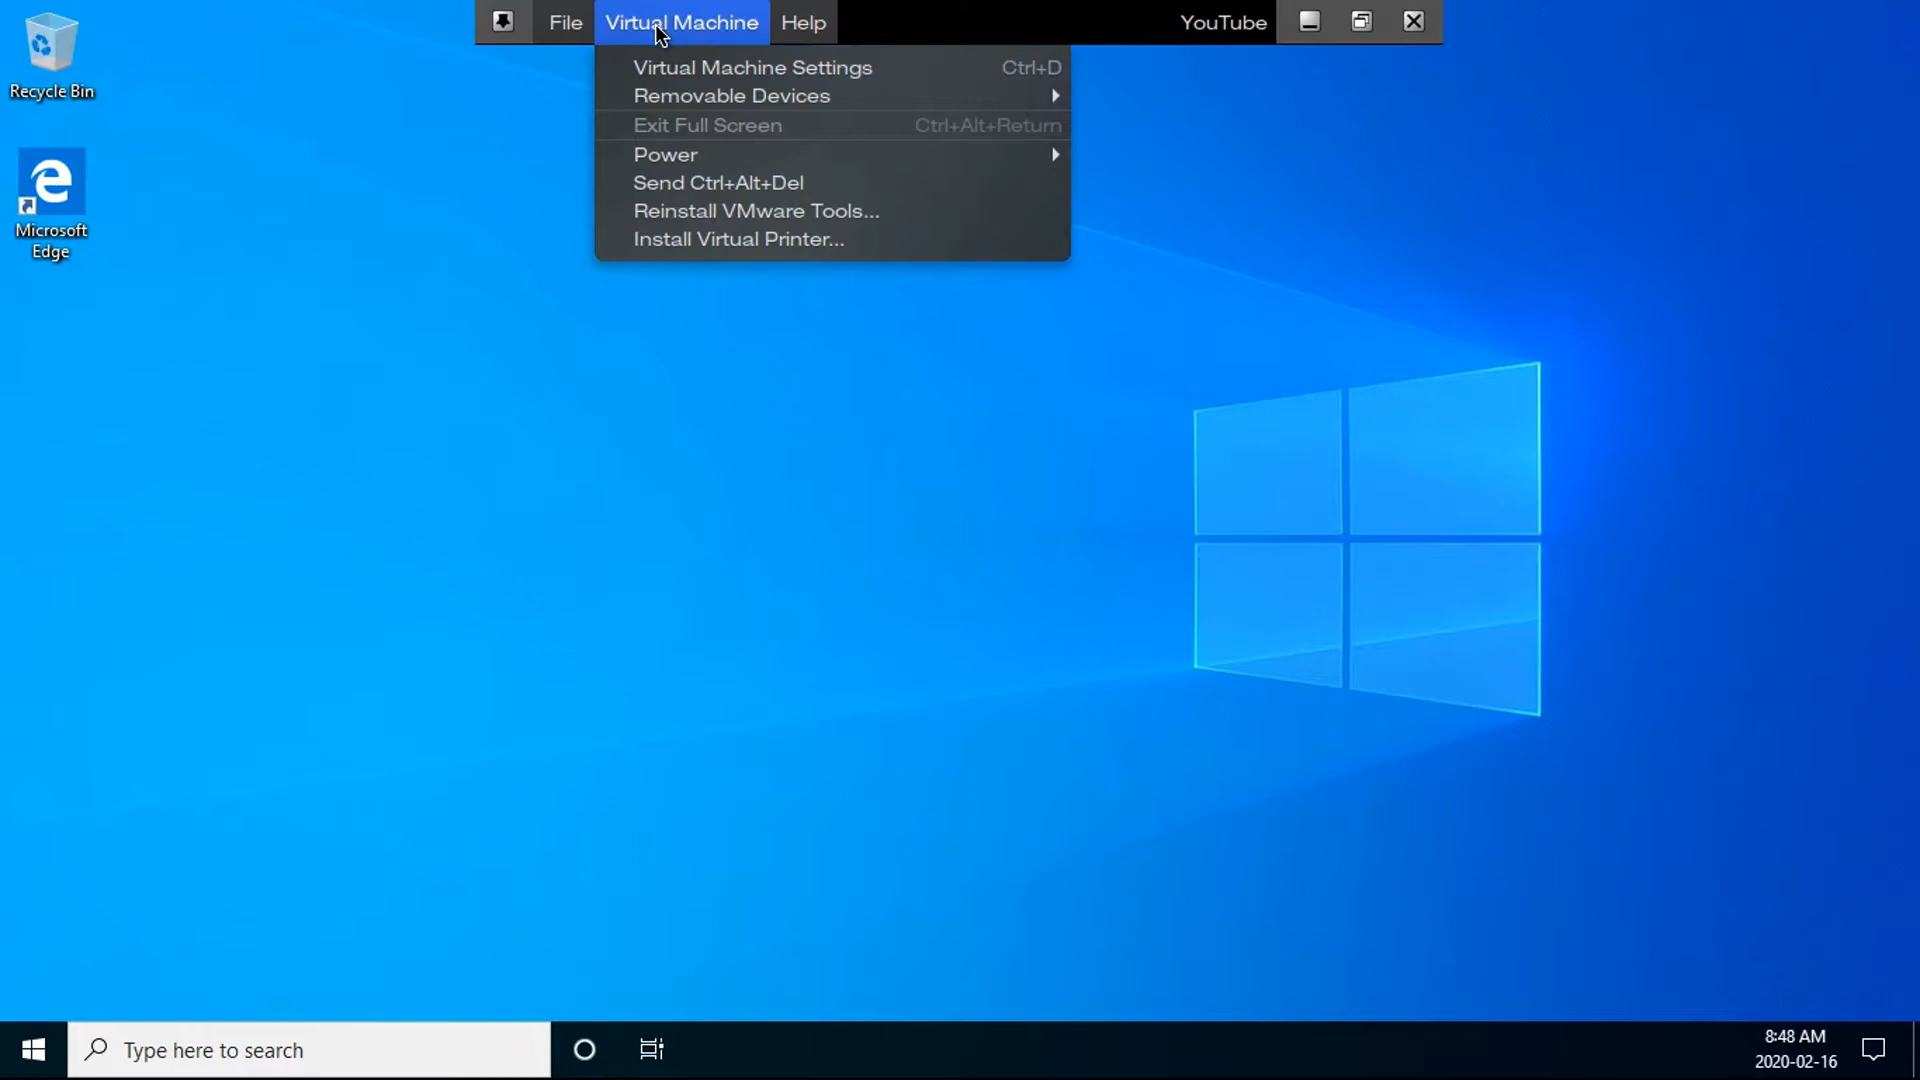 File Virtual Machine Help YouTube
Virtual Machine Settings Ctrl+D
Removable Devices
Exit Full Screen Ctrl+Alt+Return
Power
Send Ctrl+Alt+Del
Reinstall VMware Tools...
Install Virtual Printer...
Recycle Bin
Microsoft
Edge
Type here to search
8:48 AM
2020-02-16